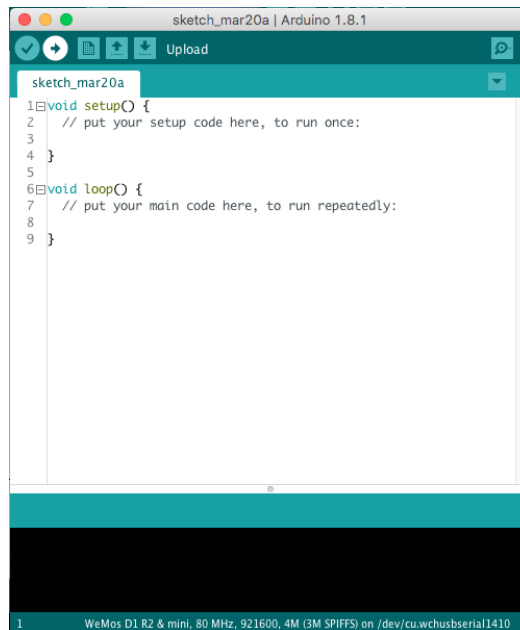 sketch_mar20a | Arduino 1.8.1
Upload
sketch_mar20a
1 void setup() {
2   // put your setup code here, to run once:
3
4 }
5
6 void loop() {
7   // put your main code here, to run repeatedly:
8
9 }
1 WeMos D1 R2 & mini, 80 MHz, 921600, 4M (3M SPIFFS) on /dev/cu.wchusbserial1410